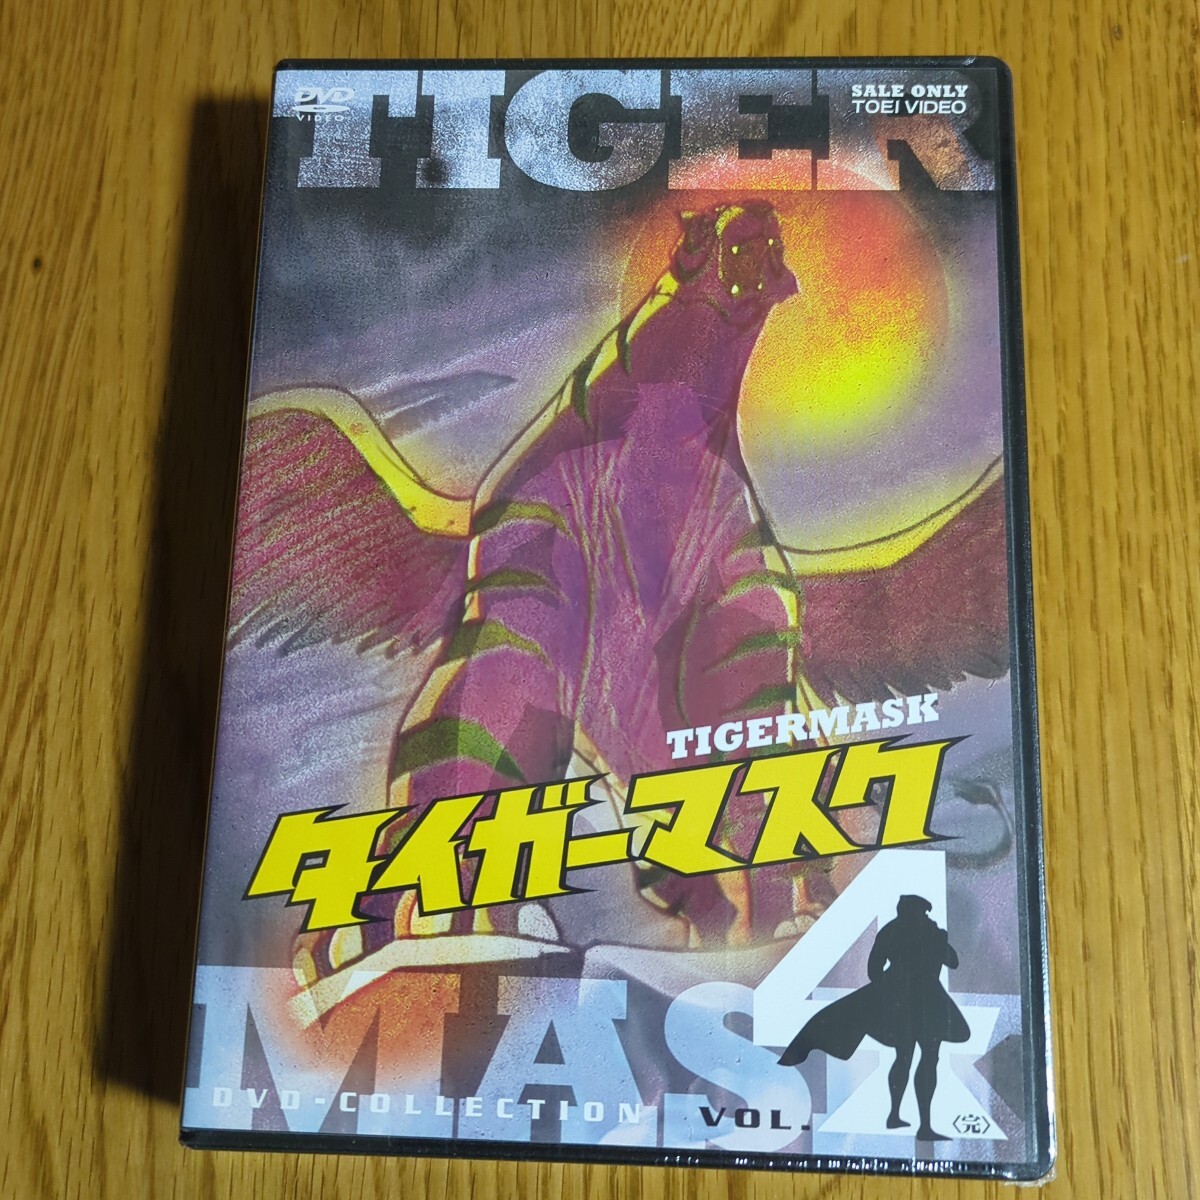 TIGER
DVD
VIDEO
SALE ONLY
TOEI VIDEO
TIGERMASK
タイガーマスク
4
MASK
DVD-COLLECTION VOL.
〈完〉